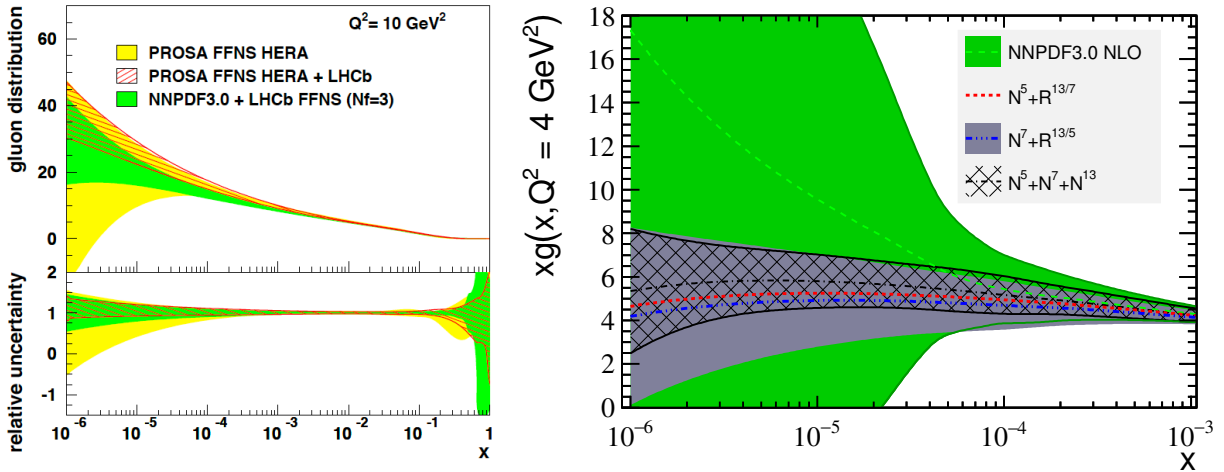 gluon distribution
Q² = 10 GeV²
PROSA FFNS HERA
PROSA FFNS HERA + LHCb
NNPDF3.0 + LHCb FFNS (Nf=3)
60
40
20
0
relative uncertainty
2
1
0
-1
10⁻⁶ 10⁻⁵ 10⁻⁴ 10⁻³ 10⁻² 10⁻¹ 1
x
xg(x,Q² = 4 GeV²)
18
16
14
12
10
8
6
4
2
0
NNPDF3.0 NLO
N⁵+R¹³/⁷
N⁷+R¹³/⁵
N⁵+N⁷+N¹³
10⁻⁶ 10⁻⁵ 10⁻⁴ 10⁻³
x